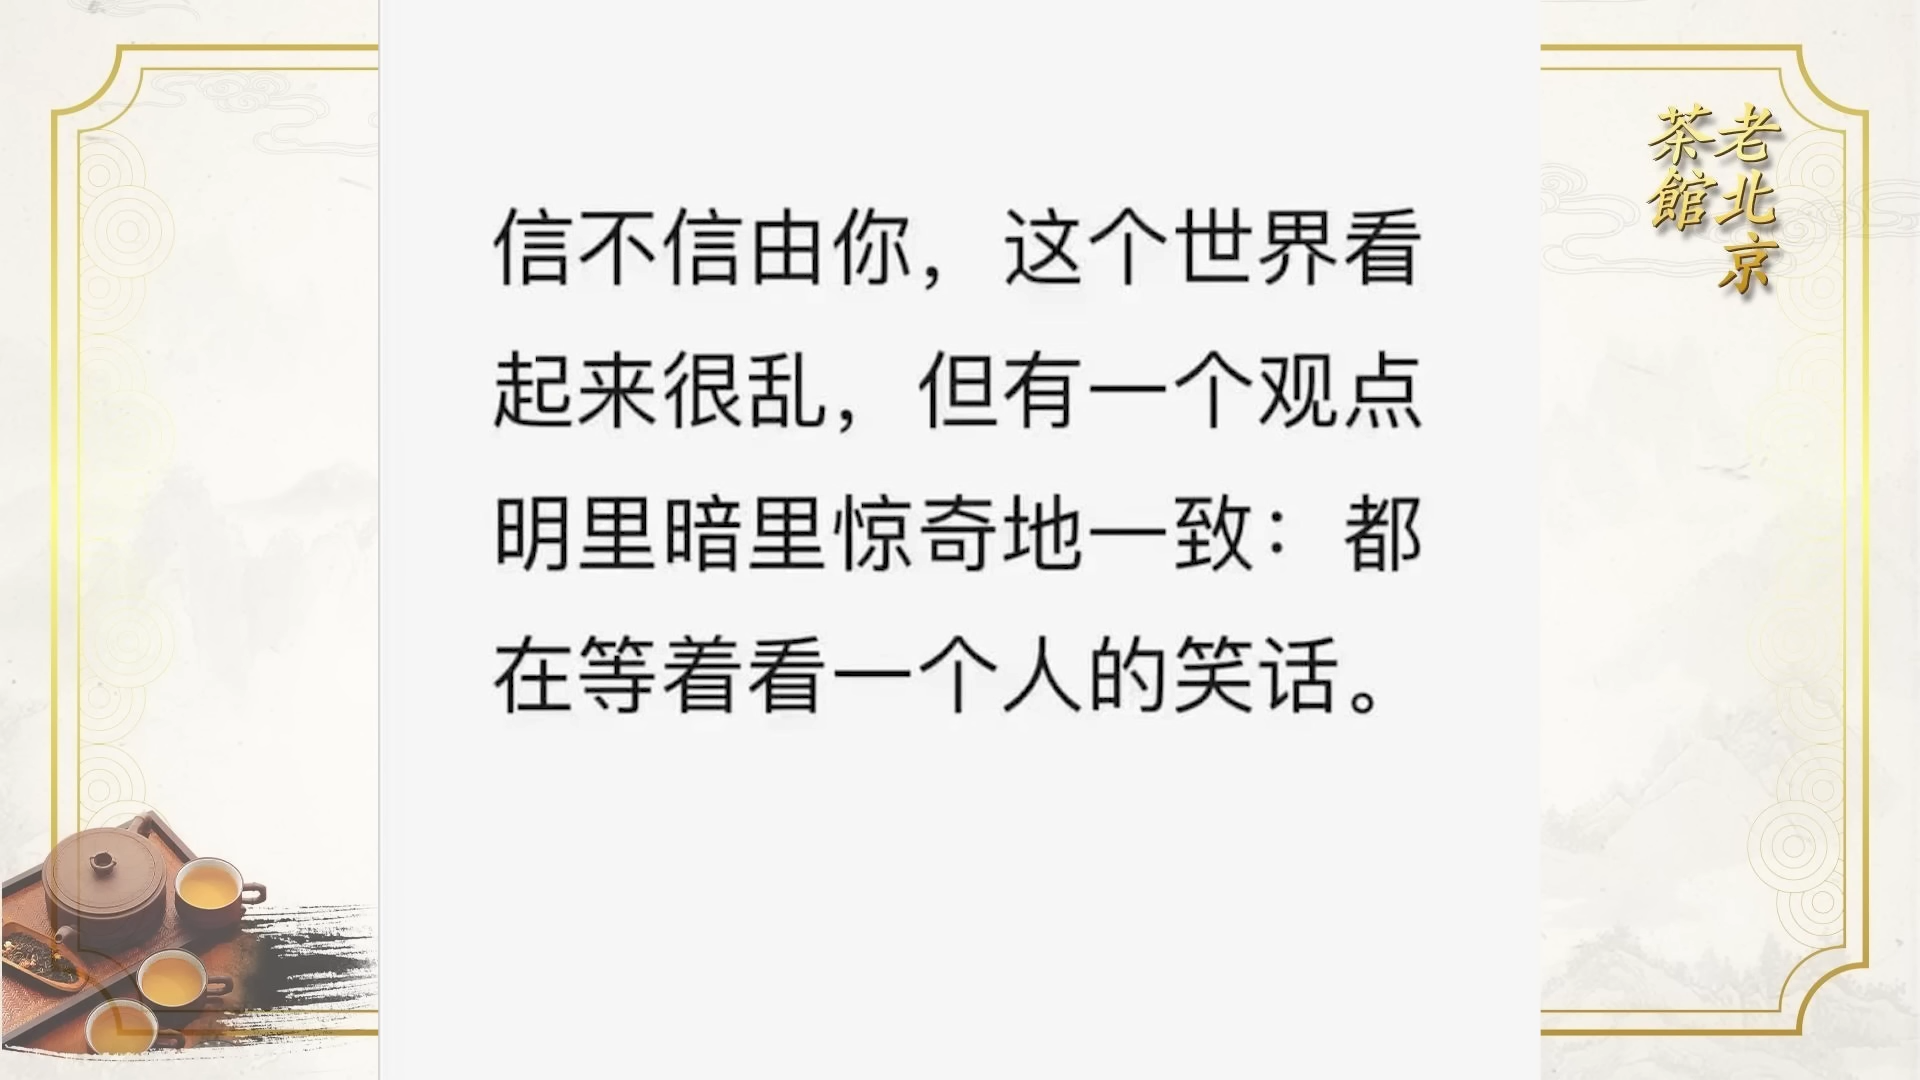 信不信由你，这个世界看
起来很乱，但有一个观点
明里暗里惊奇地一致：都
在等着看一个人的笑话。
老北京
茶館